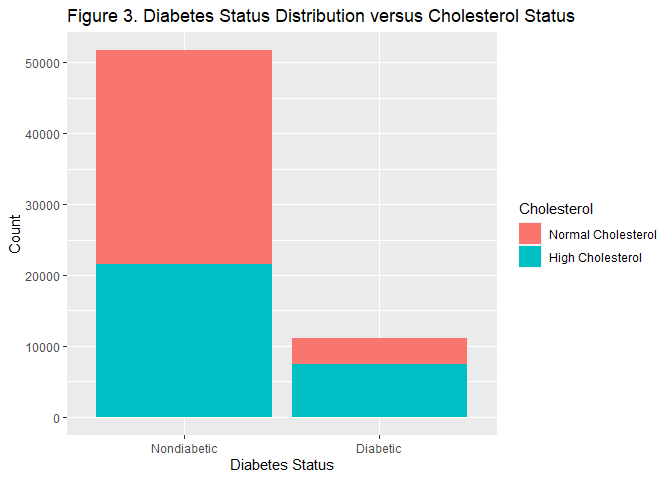 Figure 3. Diabetes Status Distribution versus Cholesterol Status
50000
40000
30000
20000
10000
0
Count
Nondiabetic
Diabetic
Diabetes Status
Cholesterol
Normal Cholesterol
High Cholesterol